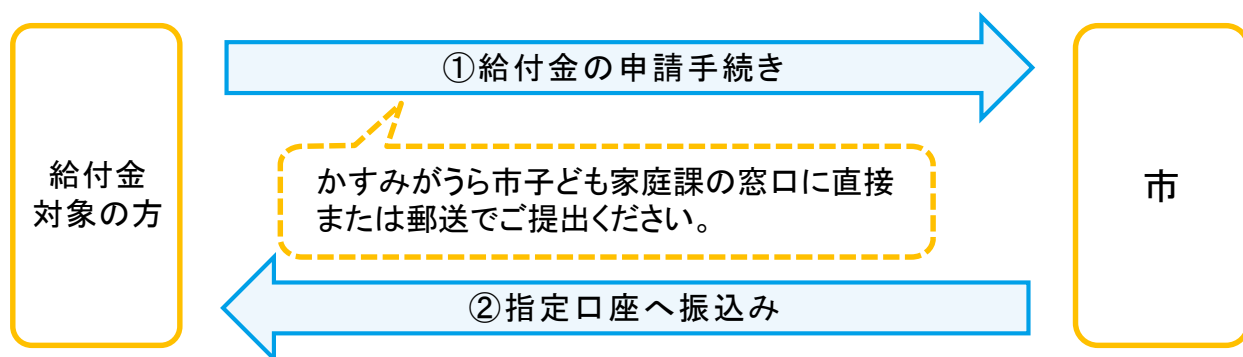 ①給付金の申請手続き
給付金
対象の方
かすみがうら市子ども家庭課の窓口に直接
または郵送でご提出ください。
市
②指定口座へ振込み